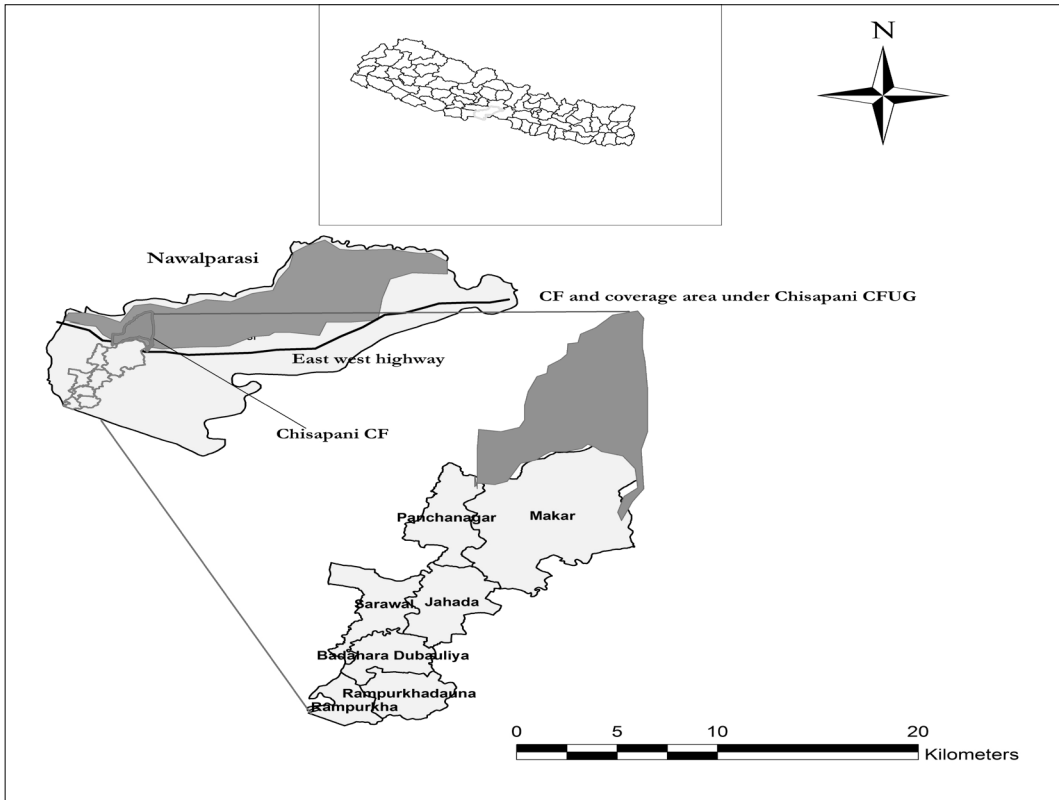 N
Nawalparasi
CF and coverage area under Chisapani CFUG
East west highway
Chisapani CF
Panchanagar
Makar
Sarawal
Jahada
Badahara Dubauliya
Rampurkhadauna
Rampurkha
0 5 10 20
Kilometers